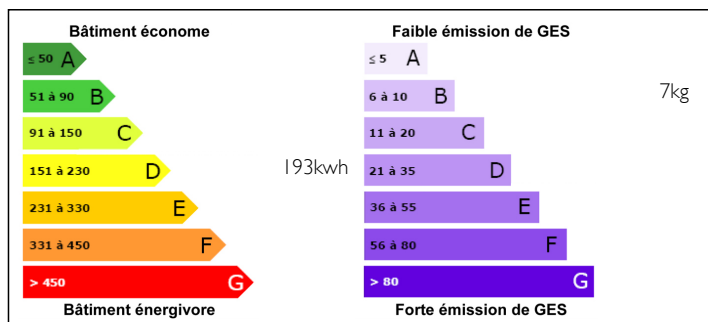 Bâtiment économe
≤ 50 A
51 à 90 B
91 à 150 C
151 à 230 D
231 à 330 E
331 à 450 F
> 450 G
Bâtiment énergivore
193kwh
Faible émission de GES
≤ 5 A
6 à 10 B
11 à 20 C
21 à 35 D
36 à 55 E
56 à 80 F
> 80 G
Forte émission de GES
7kg